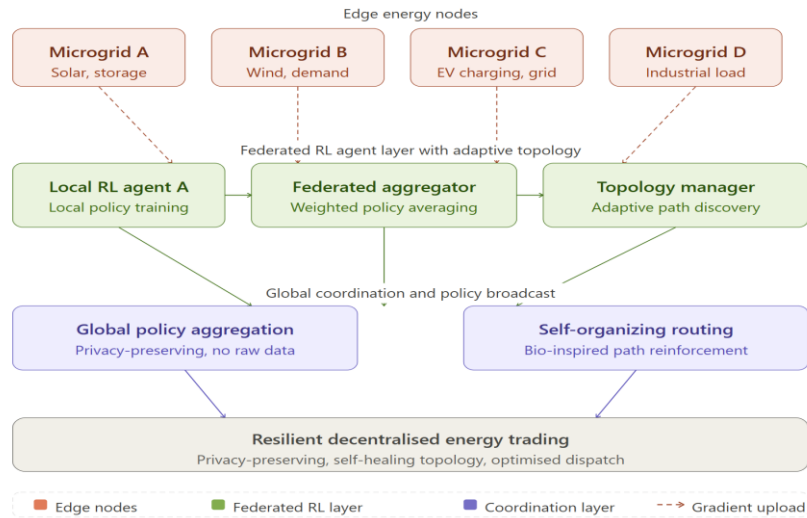 Edge energy nodes
Microgrid A
Solar, storage
Microgrid B
Wind, demand
Microgrid C
EV charging, grid
Microgrid D
Industrial load
Federated RL agent layer with adaptive topology
Local RL agent A
Local policy training
Federated aggregator
Weighted policy averaging
Topology manager
Adaptive path discovery
Global coordination and policy broadcast
Global policy aggregation
Privacy-preserving, no raw data
Self-organizing routing
Bio-inspired path reinforcement
Resilient decentralised energy trading
Privacy-preserving, self-healing topology, optimised dispatch
Edge nodes
Federated RL layer
Coordination layer
Gradient upload